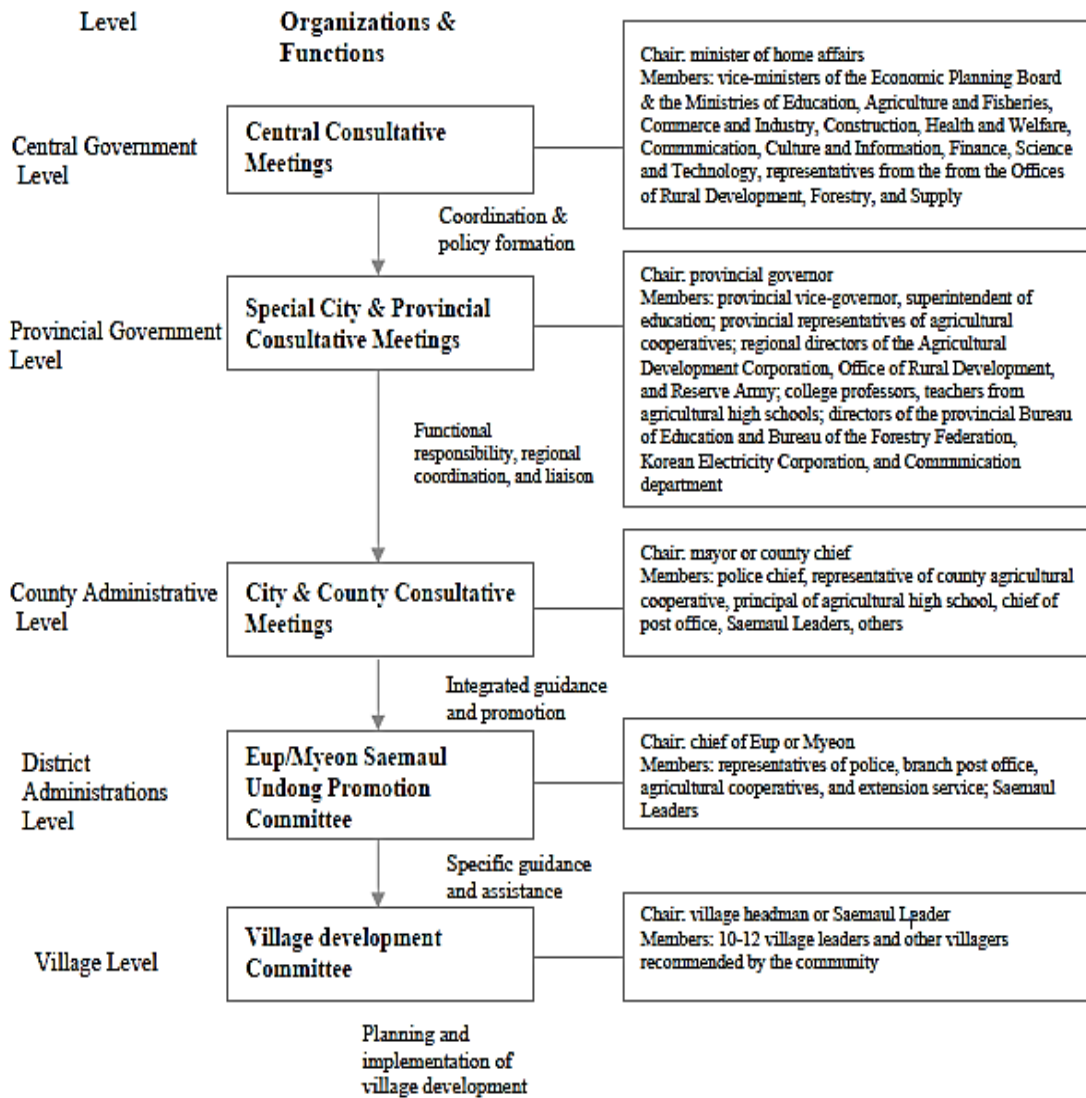 Level
Organizations &
Functions
Central Government
Level
Central Consultative
Meetings
Chair: minister of home affairs
Members: vice-ministers of the Economic Planning Board
& the Ministries of Education, Agriculture and Fisheries,
Commerce and Industry, Construction, Health and Welfare,
Communication, Culture and Information, Finance, Science
and Technology, representatives from the from the Offices
of Rural Development, Forestry, and Supply
Coordination &
policy formation
Provincial Government
Level
Special City & Provincial
Consultative Meetings
Chair: provincial governor
Members: provincial vice-governor, superintendent of
education; provincial representatives of agricultural
cooperatives; regional directors of the Agricultural
Development Corporation, Office of Rural Development,
and Reserve Army; college professors, teachers from
agricultural high schools; directors of the provincial Bureau
of Education and Bureau of the Forestry Federation,
Korean Electricity Corporation, and Communication
department
Functional
responsibility, regional
coordination, and liaison
County Administrative
Level
City & County Consultative
Meetings
Chair: mayor or county chief
Members: police chief, representative of county agricultural
cooperative, principal of agricultural high school, chief of
post office, Saemaul Leaders, others
Integrated guidance
and promotion
District
Administrations
Level
Eup/Myeon Saemaul
Undong Promotion
Committee
Chair: chief of Eup or Myeon
Members: representatives of police, branch post office,
agricultural cooperatives, and extension service; Saemaul
Leaders
Specific guidance
and assistance
Village Level
Village development
Committee
Chair: village headman or Saemaul Leader
Members: 10-12 village leaders and other villagers
recommended by the community
Planning and
implementation of
village development